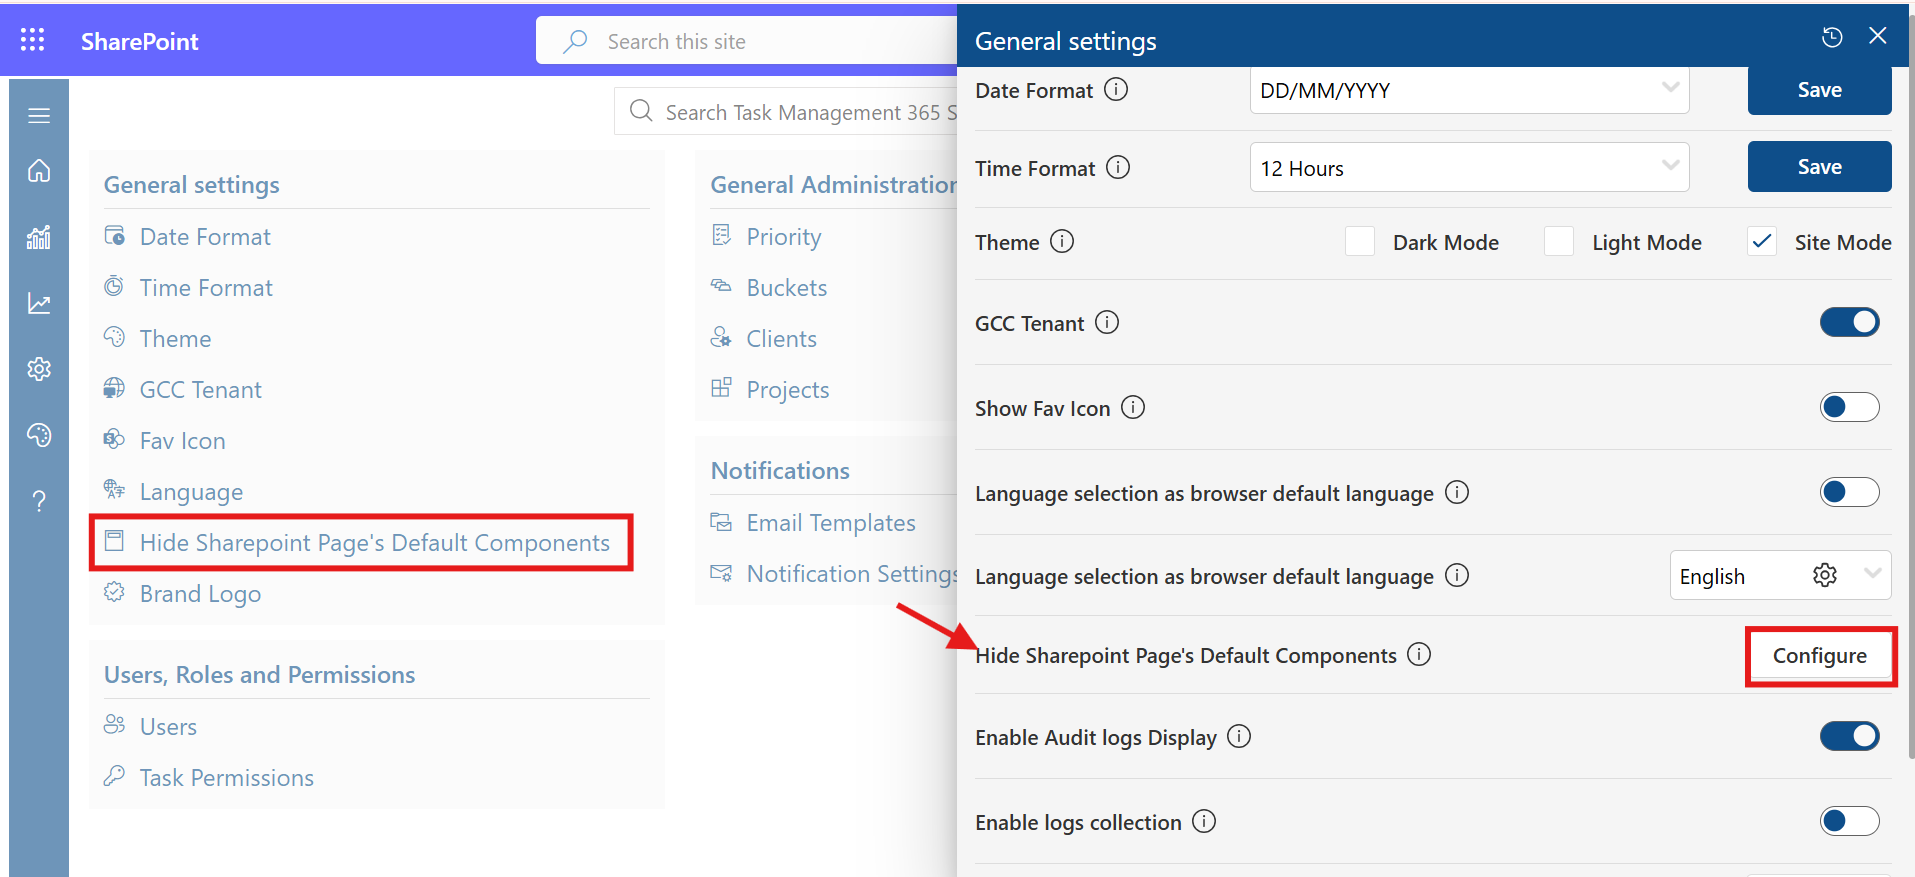 SharePoint
Search this site
Search Task Management 365 S
General settings
Date Format
Time Format
Theme
GCC Tenant
Fav Icon
Language
Hide Sharepoint Page's Default Components
Brand Logo
Users, Roles and Permissions
Users
Task Permissions
General Administration
Priority
Buckets
Clients
Projects
Notifications
Email Templates
Notification Settings
General settings
Date Format DD/MM/YYYY Save
Time Format 12 Hours Save
Theme Dark Mode Light Mode Site Mode
GCC Tenant
Show Fav Icon
Language selection as browser default language
Language selection as browser default language English
Hide Sharepoint Page's Default Components Configure
Enable Audit logs Display
Enable logs collection